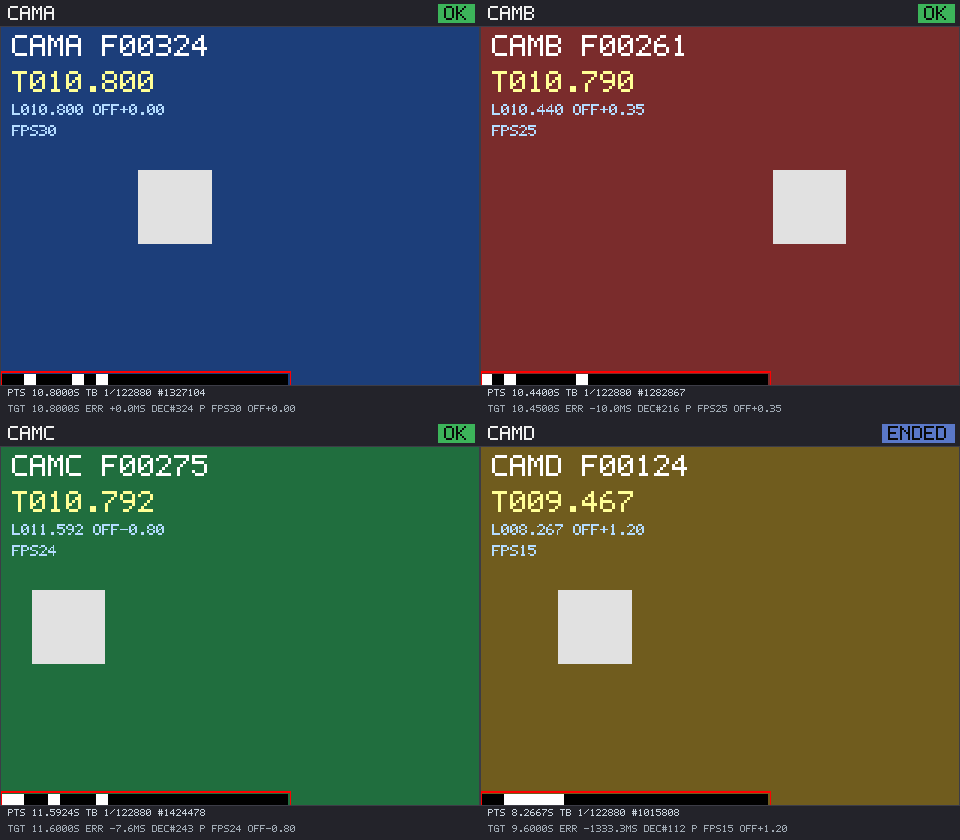 CAMA OK
CAMA F00324
T010.800
L010.800 OFF+0.00
FPS30
PTS 10.8000S TB 1/122880 #1327104
TGT 10.8000S ERR +0.0MS DEC#324 P FPS30 OFF+0.00
CAMB OK
CAMB F00261
T010.790
L010.440 OFF+0.35
FPS25
PTS 10.4400S TB 1/122880 #1282867
TGT 10.4500S ERR -10.0MS DEC#216 P FPS25 OFF+0.35
CAMC OK
CAMC F00275
T010.792
L011.592 OFF-0.80
FPS24
PTS 11.5924S TB 1/122880 #1424478
TGT 11.6000S ERR -7.6MS DEC#243 P FPS24 OFF-0.80
CAMD ENDED
CAMD F00124
T009.467
L008.267 OFF+1.20
FPS15
PTS 8.2667S TB 1/122880 #1015808
TGT 9.6000S ERR -1333.3MS DEC#112 P FPS15 OFF+1.20